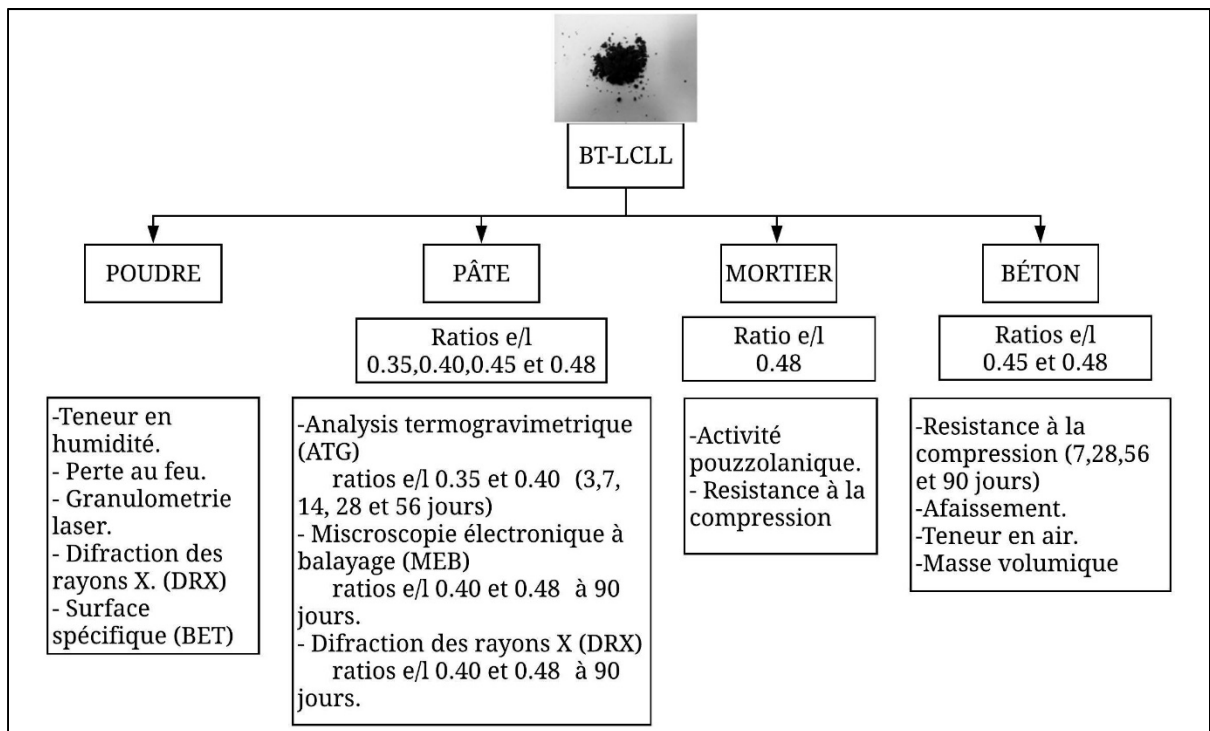 BT-LCLL
POUDRE
PÂTE
MORTIER
BÉTON
Ratios e/l
0.35,0.40,0.45 et 0.48
Ratio e/l
0.48
Ratios e/l
0.45 et 0.48
-Teneur en
humidité.
- Perte au feu.
- Granulometrie
laser.
- Difraction des
rayons X. (DRX)
- Surface
spécifique (BET)
-Analysis termogravimetrique
(ATG)
ratios e/l 0.35 et 0.40 (3,7,
14, 28 et 56 jours)
- Miscroscopie électronique à
balayage (MEB)
ratios e/l 0.40 et 0.48 à 90
jours.
- Difraction des rayons X (DRX)
ratios e/l 0.40 et 0.48 à 90
jours.
-Activité
pouzzolanique.
- Resistance à la
compression
-Resistance à la
compression (7,28,56
et 90 jours)
-Afaissement.
-Teneur en air.
-Masse volumique